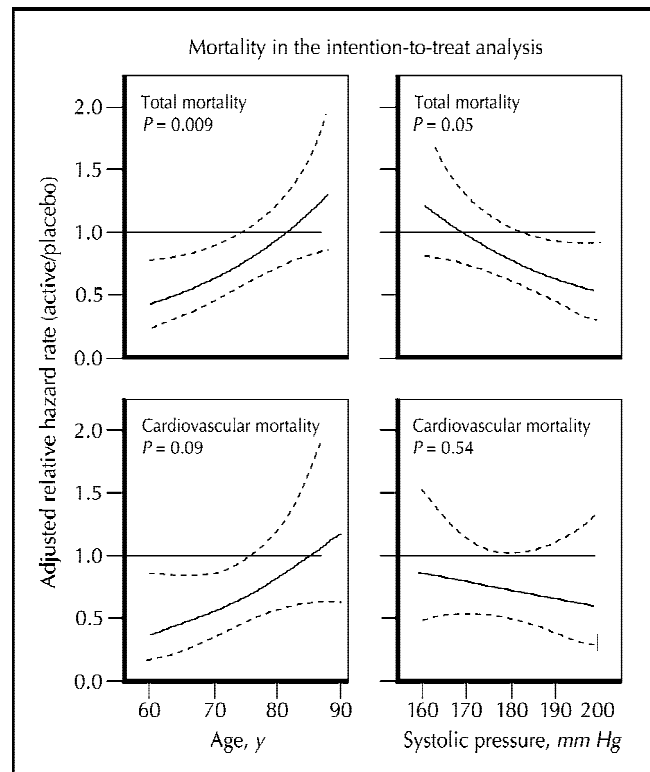 Mortality in the intention-to-treat analysis
Adjusted relative hazard rate (active/placebo)
2.0
1.5
1.0
0.5
0.0
Total mortality
P = 0.009
Total mortality
P = 0.05
2.0
1.5
1.0
0.5
0.0
Cardiovascular mortality
P = 0.09
Cardiovascular mortality
P = 0.54
60 70 80 90
Age, y
160 170 180 190 200
Systolic pressure, mm Hg